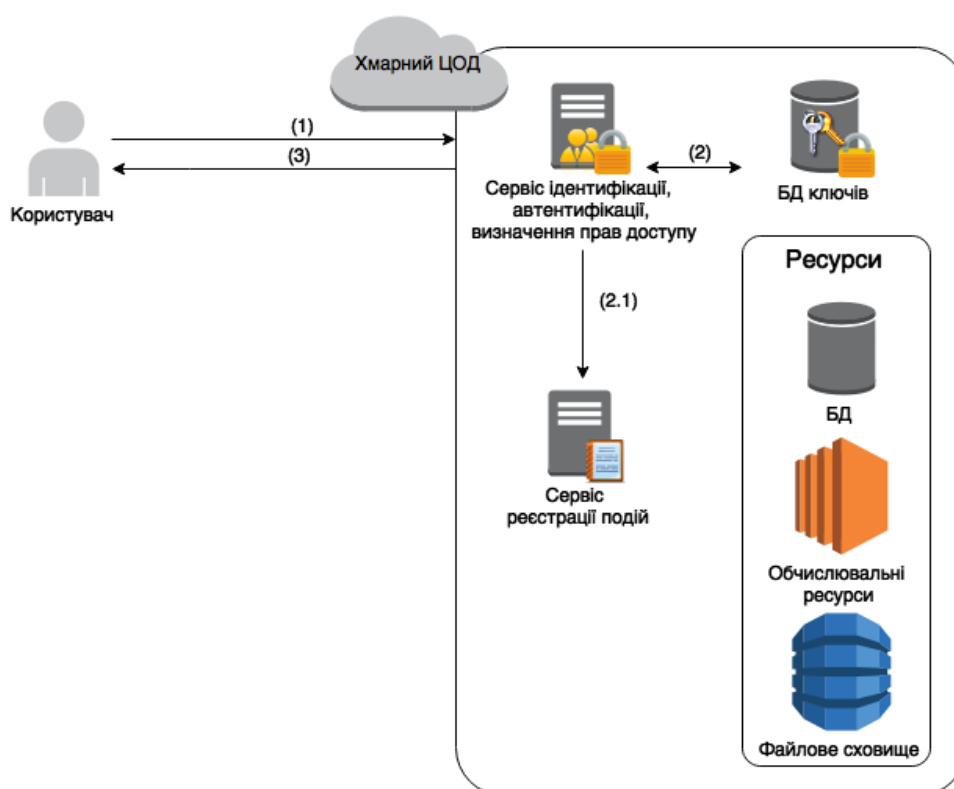 Хмарний ЦОД
(1)
(3)
Користувач
(2)
Сервіс ідентифікації,
автентифікації,
визначення прав доступу
БД ключів
(2.1)
Сервіс
реєстрації подій
Ресурси
БД
Обчислювальні
ресурси
Файлове сховище